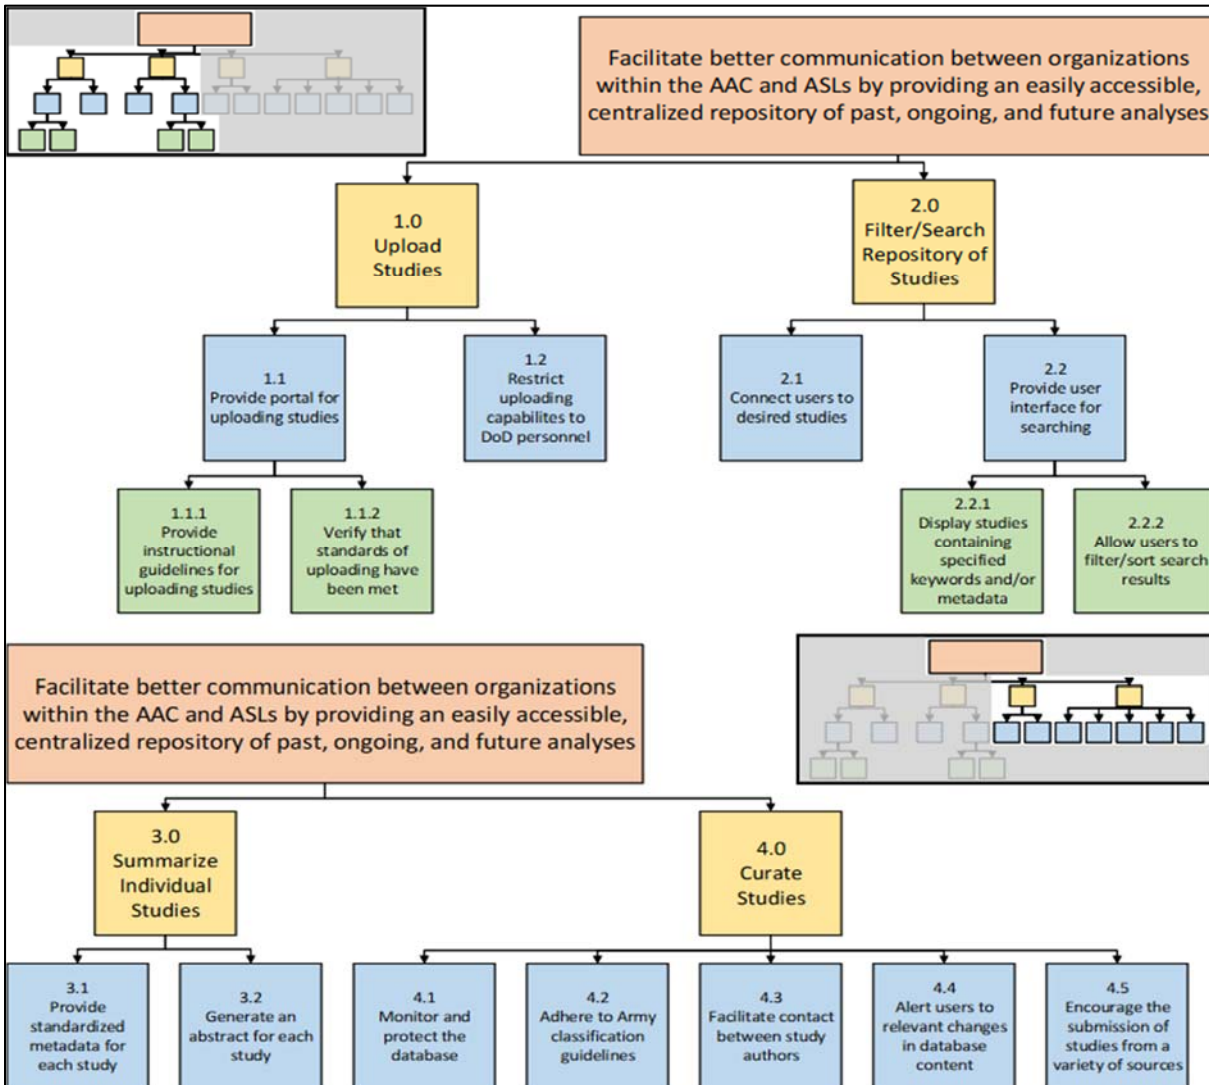 Facilitate better communication between organizations
within the AAC and ASLs by providing an easily accessible,
centralized repository of past, ongoing, and future analyses
1.0
Upload
Studies
2.0
Filter/Search
Repository of
Studies
1.1
Provide portal for
uploading studies
1.2
Restrict
uploading
capabilites to
DoD personnel
2.1
Connect users to
desired studies
2.2
Provide user
interface for
searching
1.1.1
Provide
instructional
guidelines for
uploading studies
1.1.2
Verify that
standards of
uploading have
been met
2.2.1
Display studies
containing
specified
keywords and/or
metadata
2.2.2
Allow users to
filter/sort search
results
Facilitate better communication between organizations
within the AAC and ASLs by providing an easily accessible,
centralized repository of past, ongoing, and future analyses
3.0
Summarize
Individual
Studies
4.0
Curate
Studies
3.1
Provide
standardized
metadata for
each study
3.2
Generate an
abstract for each
study
4.1
Monitor and
protect the
database
4.2
Adhere to Army
classification
guidelines
4.3
Facilitate contact
between study
authors
4.4
Alert users to
relevant changes
in database
content
4.5
Encourage the
submission of
studies from a
variety of sources